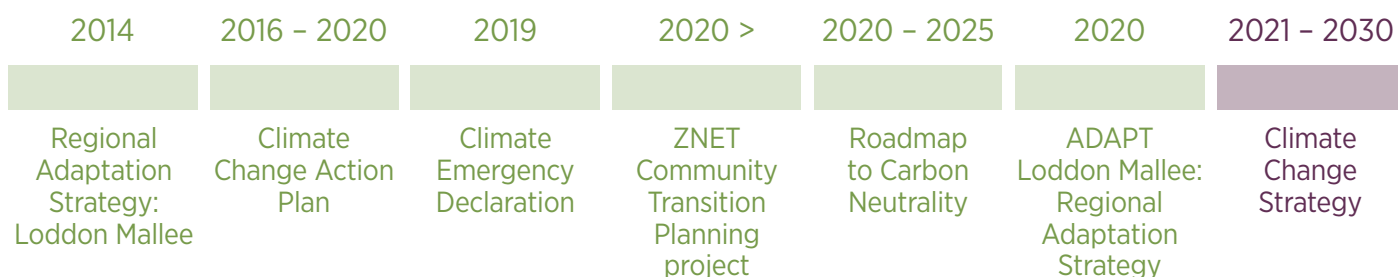 2014
2016 – 2020
2019
2020 >
2020 – 2025
2020
2021 – 2030
Regional
Adaptation
Strategy:
Loddon Mallee
Climate
Change Action
Plan
Climate
Emergency
Declaration
ZNET
Community
Transition
Planning
project
Roadmap
to Carbon
Neutrality
ADAPT
Loddon Mallee:
Regional
Adaptation
Strategy
Climate
Change
Strategy